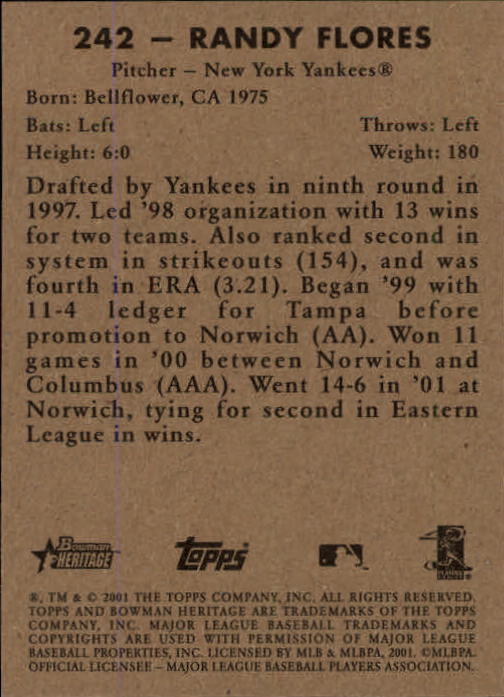 242 – RANDY FLORES
Pitcher – New York Yankees®
Born: Bellflower, CA 1975
Bats: Left Throws: Left
Height: 6:0 Weight: 180
Drafted by Yankees in ninth round in
1997. Led '98 organization with 13 wins
for two teams. Also ranked second in
system in strikeouts (154), and was
fourth in ERA (3.21). Began '99 with
11-4 ledger for Tampa before
promotion to Norwich (AA). Won 11
games in '00 between Norwich and
Columbus (AAA). Went 14-6 in '01 at
Norwich, tying for second in Eastern
League in wins.
Bowman
HERITAGE
TOPPS
®, TM & © 2001 THE TOPPS COMPANY, INC. ALL RIGHTS RESERVED.
TOPPS AND BOWMAN HERITAGE ARE TRADEMARKS OF THE TOPPS
COMPANY, INC. MAJOR LEAGUE BASEBALL TRADEMARKS AND
COPYRIGHTS ARE USED WITH PERMISSION OF MAJOR LEAGUE
BASEBALL PROPERTIES, INC. LICENSED BY MLB & MLBPA, 2001. ©MLBPA.
OFFICIAL LICENSEE – MAJOR LEAGUE BASEBALL PLAYERS ASSOCIATION.